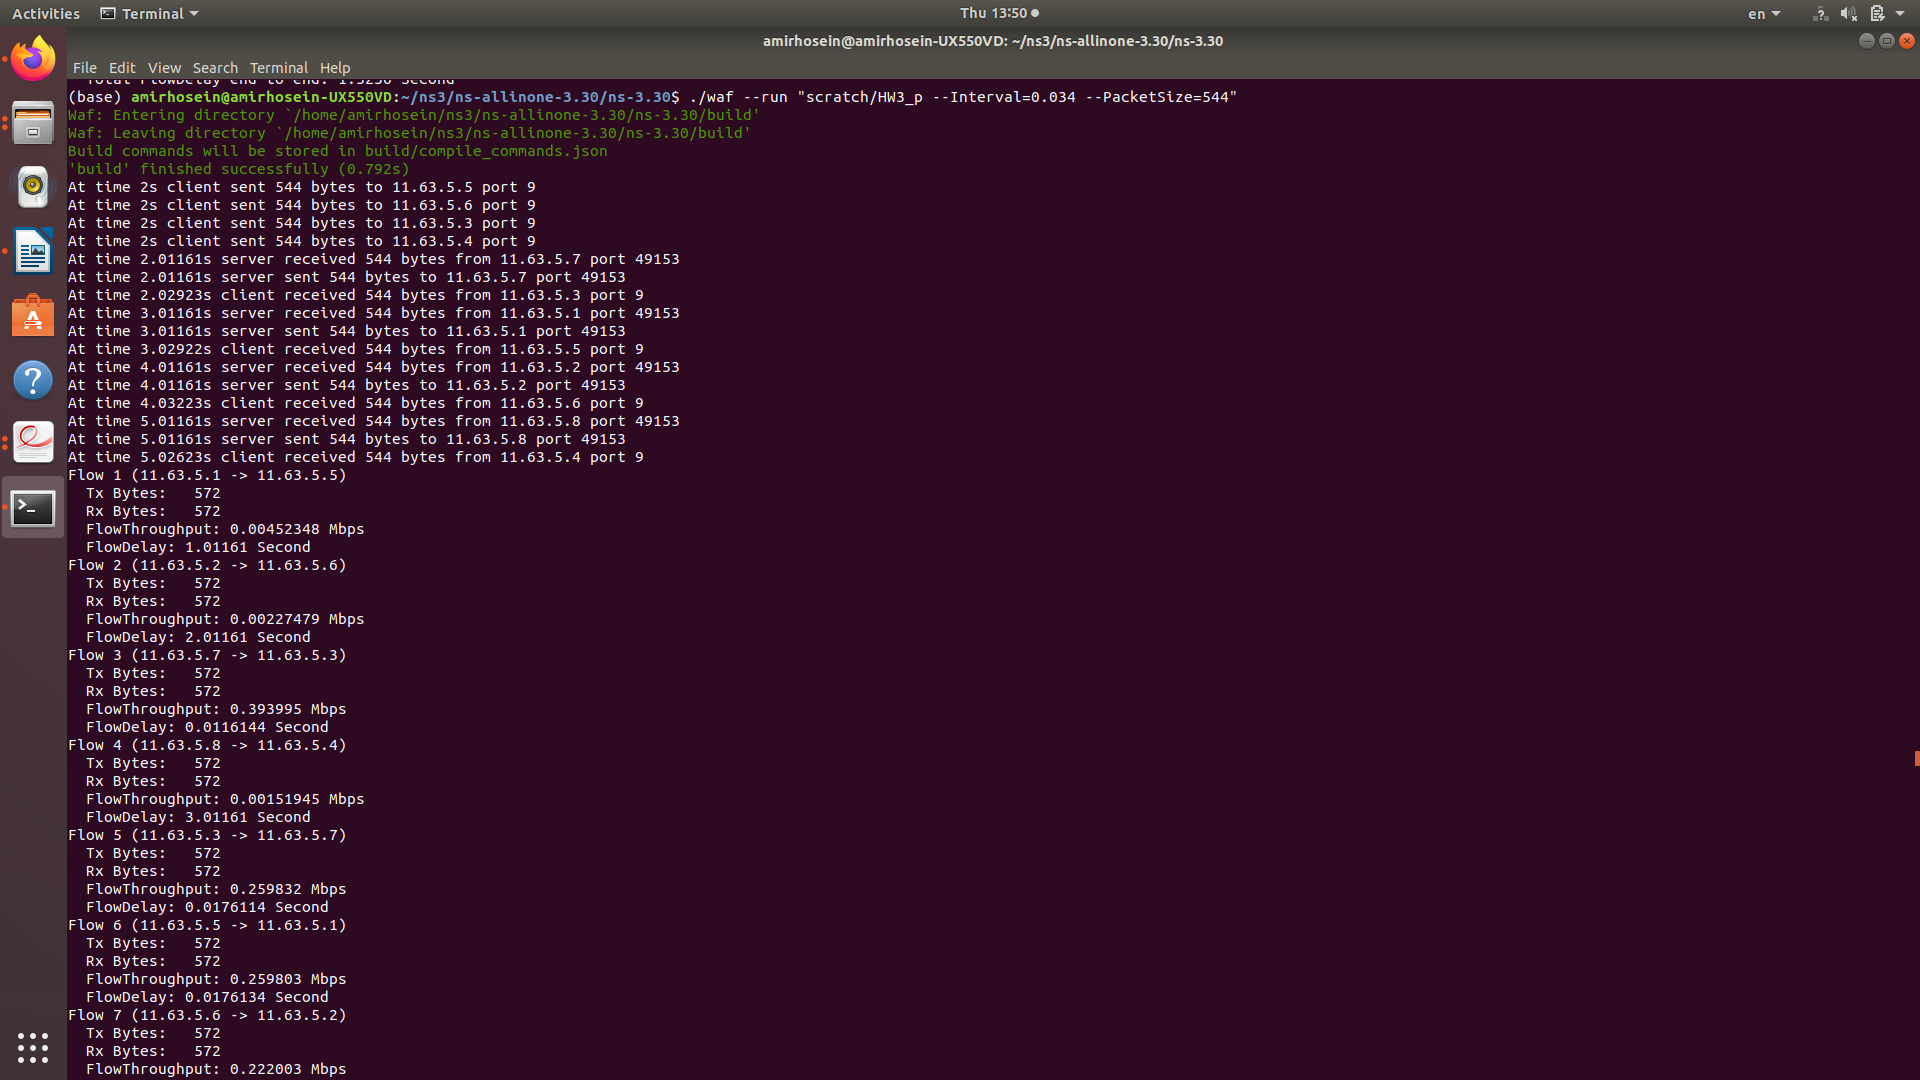 Activities Terminal Thu 13:50 en
amirhosein@amirhosein-UX550VD: ~/ns3/ns-allinone-3.30/ns-3.30
File Edit View Search Terminal Help
Total FlowDelay end to end: 1.5230 Second
(base) amirhosein@amirhosein-UX550VD:~/ns3/ns-allinone-3.30/ns-3.30$ ./waf --run "scratch/HW3_p --Interval=0.034 --PacketSize=544"
Waf: Entering directory `/home/amirhosein/ns3/ns-allinone-3.30/ns-3.30/build'
Waf: Leaving directory `/home/amirhosein/ns3/ns-allinone-3.30/ns-3.30/build'
Build commands will be stored in build/compile_commands.json
'build' finished successfully (0.792s)
At time 2s client sent 544 bytes to 11.63.5.5 port 9
At time 2s client sent 544 bytes to 11.63.5.6 port 9
At time 2s client sent 544 bytes to 11.63.5.3 port 9
At time 2s client sent 544 bytes to 11.63.5.4 port 9
At time 2.01161s server received 544 bytes from 11.63.5.7 port 49153
At time 2.01161s server sent 544 bytes to 11.63.5.7 port 49153
At time 2.02923s client received 544 bytes from 11.63.5.3 port 9
At time 3.01161s server received 544 bytes from 11.63.5.1 port 49153
At time 3.01161s server sent 544 bytes to 11.63.5.1 port 49153
At time 3.02922s client received 544 bytes from 11.63.5.5 port 9
At time 4.01161s server received 544 bytes from 11.63.5.2 port 49153
At time 4.01161s server sent 544 bytes to 11.63.5.2 port 49153
At time 4.03223s client received 544 bytes from 11.63.5.6 port 9
At time 5.01161s server received 544 bytes from 11.63.5.8 port 49153
At time 5.01161s server sent 544 bytes to 11.63.5.8 port 49153
At time 5.02623s client received 544 bytes from 11.63.5.4 port 9
Flow 1 (11.63.5.1 -> 11.63.5.5)
Tx Bytes: 572
Rx Bytes: 572
FlowThroughput: 0.00452348 Mbps
FlowDelay: 1.01161 Second
Flow 2 (11.63.5.2 -> 11.63.5.6)
Tx Bytes: 572
Rx Bytes: 572
FlowThroughput: 0.00227479 Mbps
FlowDelay: 2.01161 Second
Flow 3 (11.63.5.7 -> 11.63.5.3)
Tx Bytes: 572
Rx Bytes: 572
FlowThroughput: 0.393995 Mbps
FlowDelay: 0.0116144 Second
Flow 4 (11.63.5.8 -> 11.63.5.4)
Tx Bytes: 572
Rx Bytes: 572
FlowThroughput: 0.00151945 Mbps
FlowDelay: 3.01161 Second
Flow 5 (11.63.5.3 -> 11.63.5.7)
Tx Bytes: 572
Rx Bytes: 572
FlowThroughput: 0.259832 Mbps
FlowDelay: 0.0176114 Second
Flow 6 (11.63.5.5 -> 11.63.5.1)
Tx Bytes: 572
Rx Bytes: 572
FlowThroughput: 0.259803 Mbps
FlowDelay: 0.0176134 Second
Flow 7 (11.63.5.6 -> 11.63.5.2)
Tx Bytes: 572
Rx Bytes: 572
FlowThroughput: 0.222003 Mbps